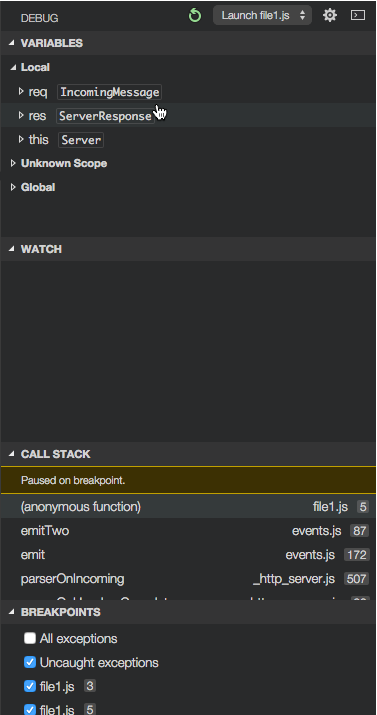 DEBUG Launch file1.js
VARIABLES
Local
req IncomingMessage
res ServerResponse
this Server
Unknown Scope
Global
WATCH
CALL STACK
Paused on breakpoint.
(anonymous function) file1.js 5
emitTwo events.js 87
emit events.js 172
parserOnIncoming _http_server.js 507
BREAKPOINTS
All exceptions
Uncaught exceptions
file1.js 3
file1.js 5